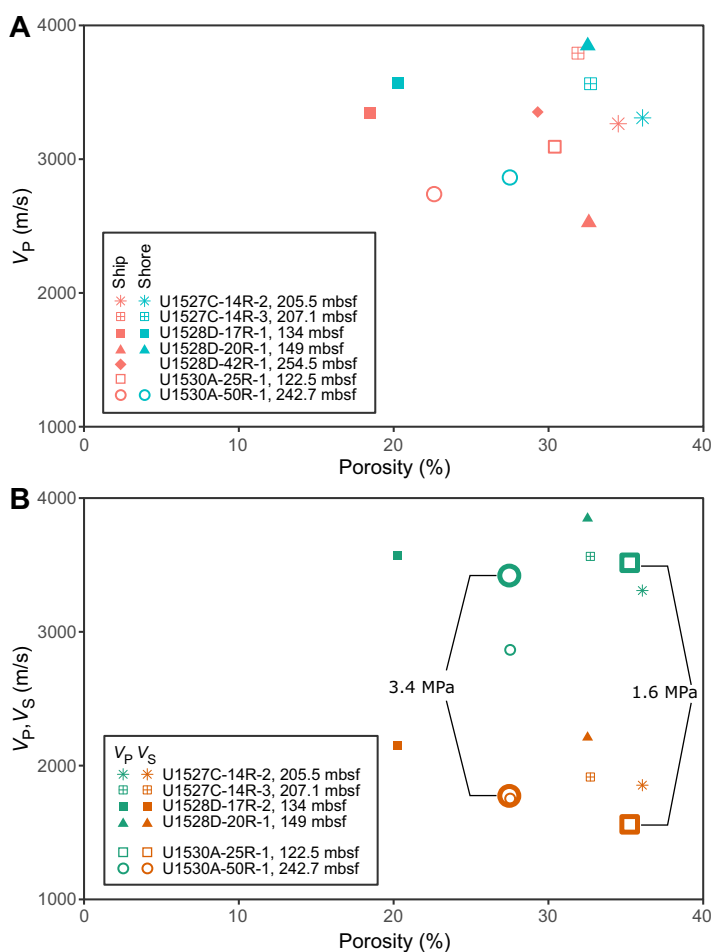 A
4000
3000
2000
1000
VP (m/s)
Ship
Shore
U1527C-14R-2, 205.5 mbsf
U1527C-14R-3, 207.1 mbsf
U1528D-17R-1, 134 mbsf
U1528D-20R-1, 149 mbsf
U1528D-42R-1, 254.5 mbsf
U1530A-25R-1, 122.5 mbsf
U1530A-50R-1, 242.7 mbsf
0 10 20 30 40
Porosity (%)
B
4000
3000
2000
1000
VP, VS (m/s)
3.4 MPa
1.6 MPa
VP VS
U1527C-14R-2, 205.5 mbsf
U1527C-14R-3, 207.1 mbsf
U1528D-17R-2, 134 mbsf
U1528D-20R-1, 149 mbsf
U1530A-25R-1, 122.5 mbsf
U1530A-50R-1, 242.7 mbsf
0 10 20 30 40
Porosity (%)